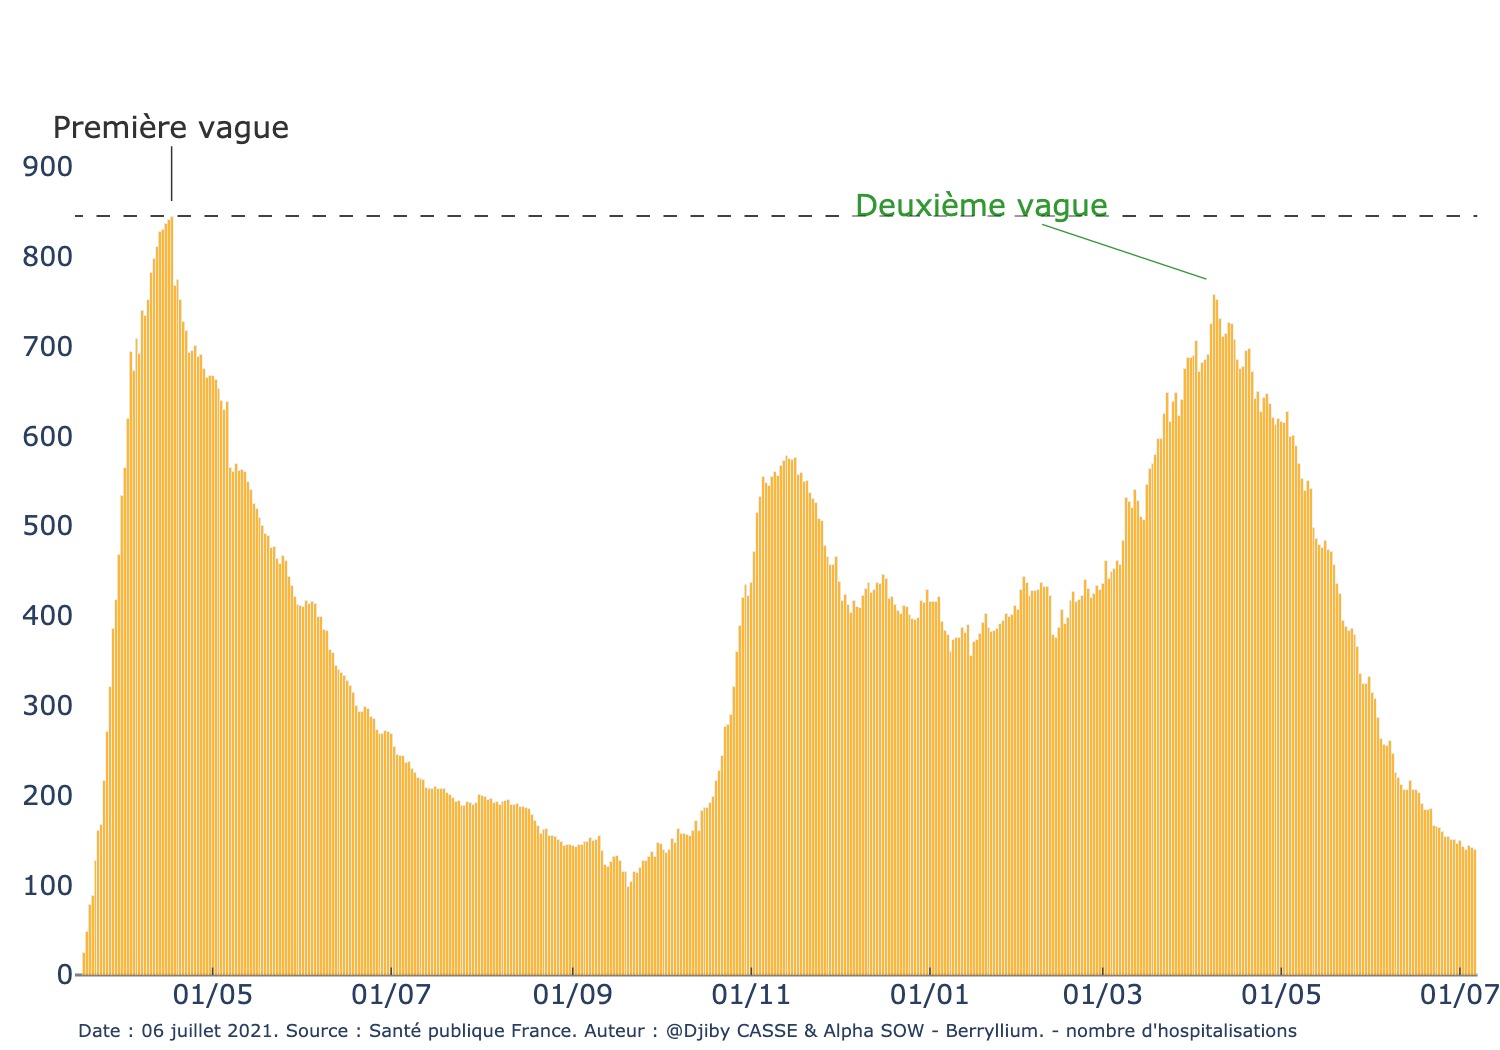 Première vague
900
Deuxième vague
800
700
600
500
400
300
200
100
0
01/05 01/07 01/09 01/11 01/01 01/03 01/05 01/07
Date : 06 juillet 2021. Source : Santé publique France. Auteur : @Djiby CASSE & Alpha SOW - Berryllium. - nombre d'hospitalisations